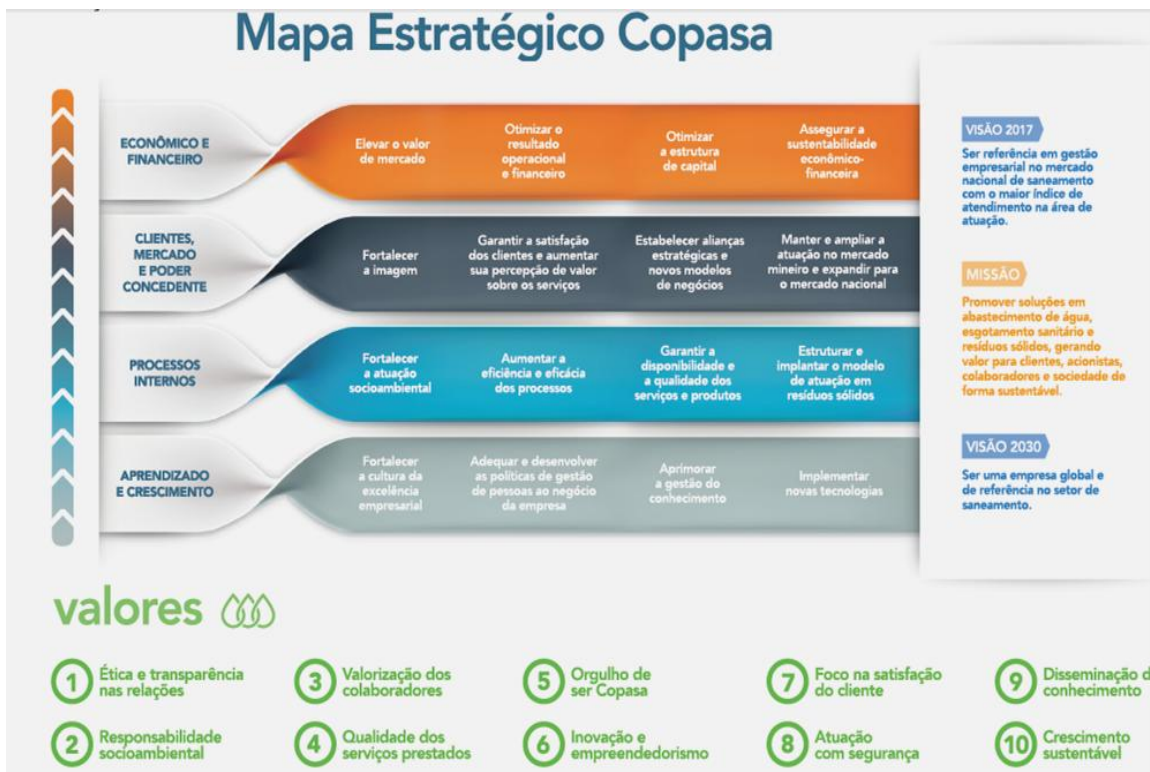 Mapa Estratégico Copasa
ECONÔMICO E
FINANCEIRO
Elevar o valor
de mercado
Otimizar o
resultado
operacional
e financeiro
Otimizar
a estrutura
de capital
Assegurar a
sustentabilidade
econômico-
financeira
CLIENTES,
MERCADO
E PODER
CONCEDENTE
Fortalecer
a imagem
Garantir a satisfação
dos clientes e aumentar
sua percepção de valor
sobre os serviços
Estabelecer alianças
estratégicas e
novos modelos
de negócios
Manter e ampliar a
atuação no mercado
mineiro e expandir para
o mercado nacional
PROCESSOS
INTERNOS
Fortalecer
a atuação
socioambiental
Aumentar a
eficiência e eficácia
dos processos
Garantir a
disponibilidade e
a qualidade dos
serviços e produtos
Estruturar e
implantar o modelo
de atuação em
resíduos sólidos
APRENDIZADO
E CRESCIMENTO
Fortalecer
a cultura da
excelência
empresarial
Adequar e desenvolver
as políticas de gestão
de pessoas ao negócio
da empresa
Aprimorar
a gestão do
conhecimento
Implementar
novas tecnologias
VISÃO 2017
Ser referência em gestão
empresarial no mercado
nacional de saneamento
com o maior índice de
atendimento na área de
atuação.
MISSÃO
Promover soluções em
abastecimento de água,
esgotamento sanitário e
resíduos sólidos, gerando
valor para clientes, acionistas,
colaboradores e sociedade de
forma sustentável.
VISÃO 2030
Ser uma empresa global e
de referência no setor de
saneamento.
valores
1 Ética e transparência
nas relações
2 Responsabilidade
socioambiental
3 Valorização dos
colaboradores
4 Qualidade dos
serviços prestados
5 Orgulho de
ser Copasa
6 Inovação e
empreendedorismo
7 Foco na satisfação
do cliente
8 Atuação
com segurança
9 Disseminação
conhecimento
10 Crescimento
sustentável